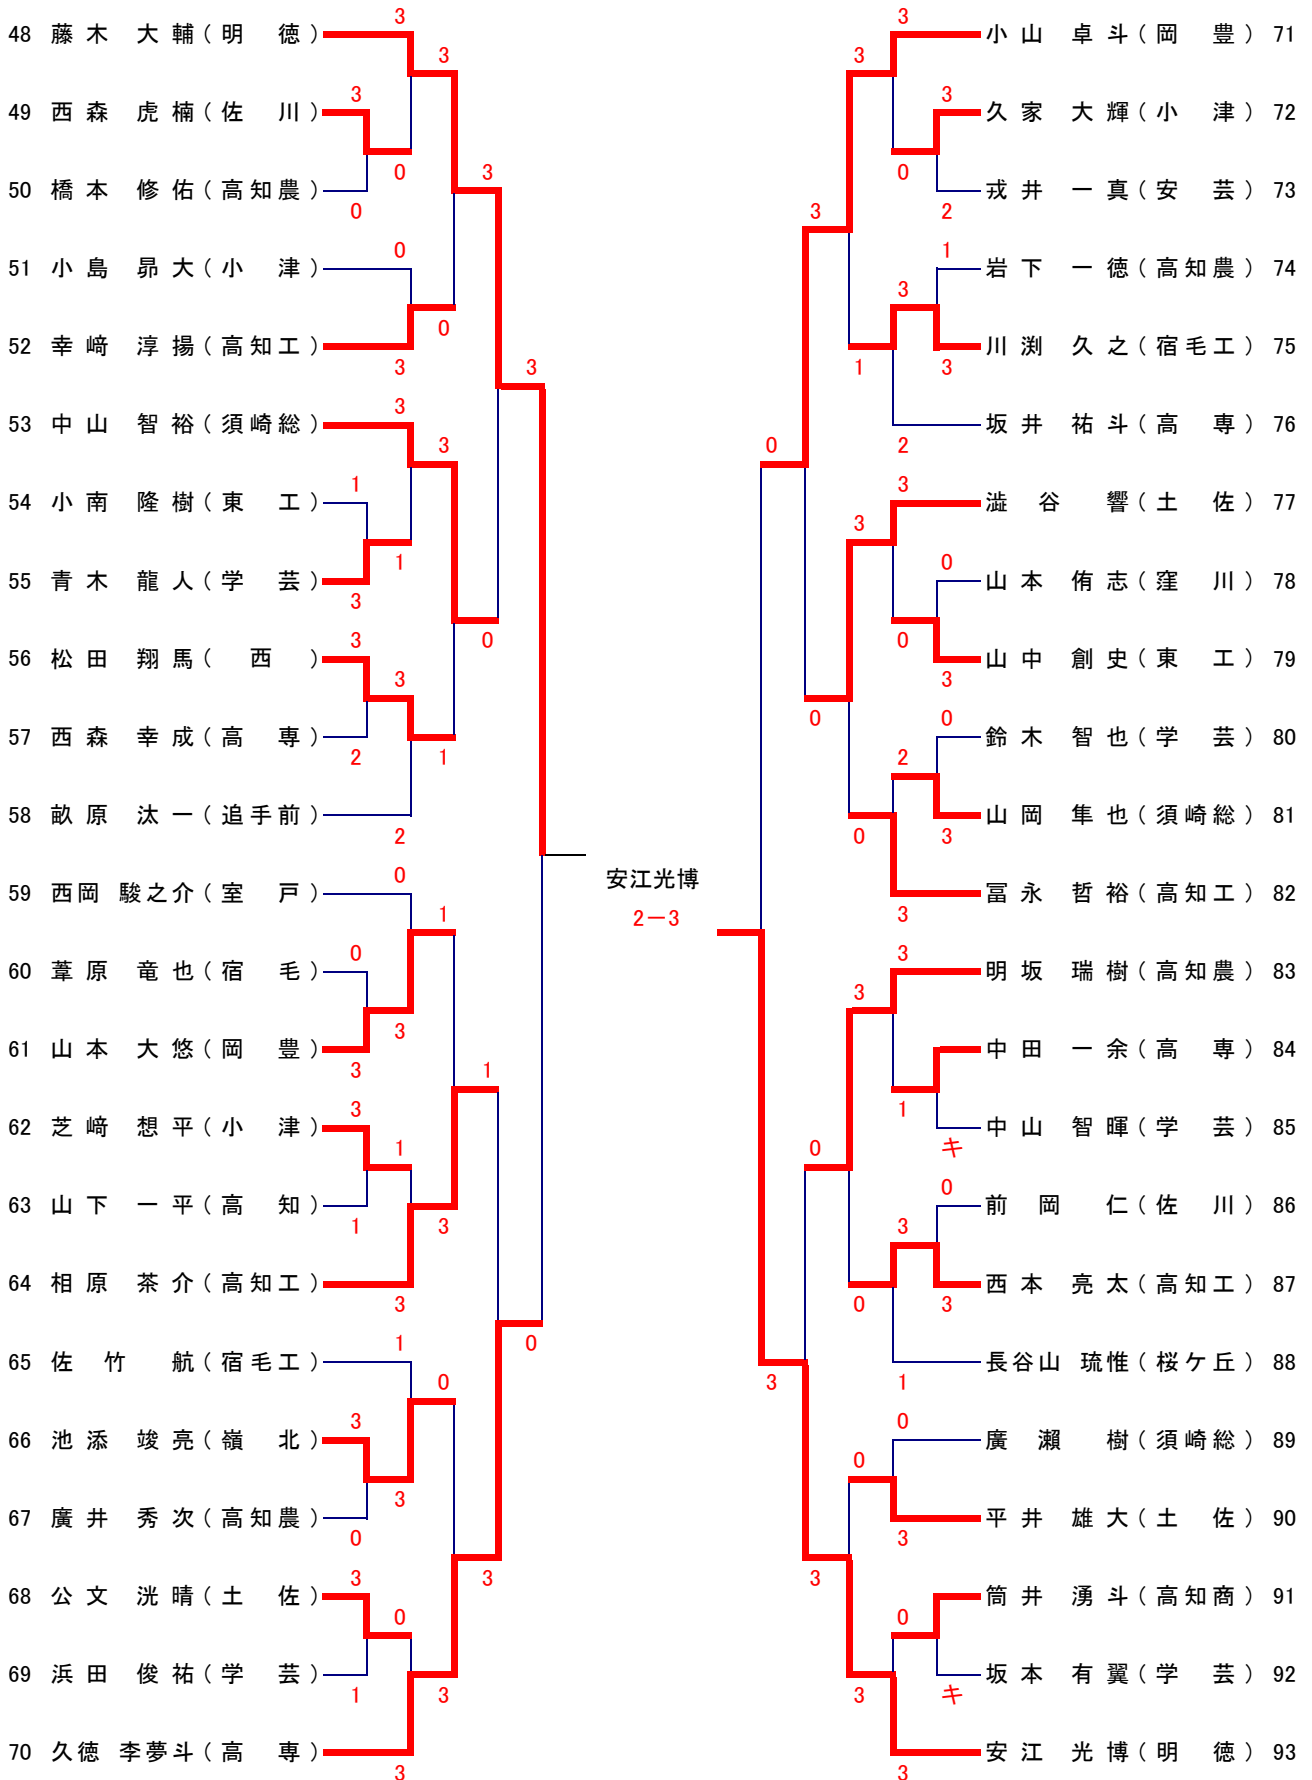 48 藤木 大輔（明 徳）
49 西森 虎楠（佐 川）
50 橋本 修佑（高知農）
51 小島 昴大（小 津）
52 幸﨑 淳揚（高知工）
53 中山 智裕（須崎総）
54 小南 隆樹（東 工）
55 青木 龍人（学 芸）
56 松田 翔馬（ 西 ）
57 西森 幸成（高 専）
58 畝原 汰一（追手前）
59 西岡 駿之介（室 戸）
60 葦原 竜也（宿 毛）
61 山本 大悠（岡 豊）
62 芝﨑 想平（小 津）
63 山下 一平（高 知）
64 相原 茶介（高知工）
65 佐竹 航（宿毛工）
66 池添 竣亮（嶺 北）
67 廣井 秀次（高知農）
68 公文 洸晴（土 佐）
69 浜田 俊祐（学 芸）
70 久徳 李夢斗（高 専）
3
3
3
0
0
3
0
0
3
3
3
3
1
1
3
0
3
3
2
1
2
0
1
0
3
3
1
3
1
1
3
3
0
1
0
3
3
0
3
3
0
1
3
3
安江光博
2－3
3
3
3
0
2
3
1
3
1
3
2
0
3
3
0
0
3
0
0
2
3
0
3
3
3
1
キ
0
0
3
0
3
1
3
0
0
3
3
0
キ
3
3
小山 卓斗（岡 豊）71
久家 大輝（小 津）72
戎井 一真（安 芸）73
岩下 一徳（高知農）74
川渕 久之（宿毛工）75
坂井 祐斗（高 専）76
澁谷 響（土 佐）77
山本 侑志（窪 川）78
山中 創史（東 工）79
鈴木 智也（学 芸）80
山岡 隼也（須崎総）81
冨永 哲裕（高知工）82
明坂 瑞樹（高知農）83
中田 一余（高 専）84
中山 智暉（学 芸）85
前岡 仁（佐 川）86
西本 亮太（高知工）87
長谷山 琉惟（桜ケ丘）88
廣瀬 樹（須崎総）89
平井 雄大（土 佐）90
筒井 湧斗（高知商）91
坂本 有翼（学 芸）92
安江 光博（明 徳）93